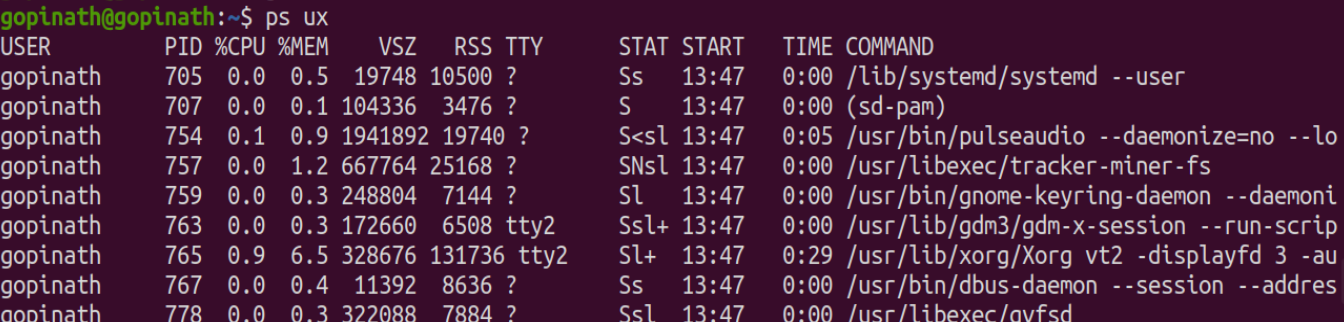 gopinath@gopinath:~$ ps ux
USER         PID %CPU %MEM    VSZ   RSS TTY      STAT START   TIME COMMAND
gopinath     705  0.0  0.5  19748 10500 ?        Ss   13:47   0:00 /lib/systemd/systemd --user
gopinath     707  0.0  0.1 104336  3476 ?        S    13:47   0:00 (sd-pam)
gopinath     754  0.1  0.9 1941892 19740 ?       S<sl 13:47   0:05 /usr/bin/pulseaudio --daemonize=no --lo
gopinath     757  0.0  1.2 667764 25168 ?        SNsl 13:47   0:00 /usr/libexec/tracker-miner-fs
gopinath     759  0.0  0.3 248804  7144 ?        Sl   13:47   0:00 /usr/bin/gnome-keyring-daemon --daemoni
gopinath     763  0.0  0.3 172660  6508 tty2     Ssl+ 13:47   0:00 /usr/lib/gdm3/gdm-x-session --run-scrip
gopinath     765  0.9  6.5 328676 131736 tty2    Sl+  13:47   0:29 /usr/lib/xorg/Xorg vt2 -displayfd 3 -au
gopinath     767  0.0  0.4  11392  8636 ?        Ss   13:47   0:00 /usr/bin/dbus-daemon --session --addres
gopinath     778  0.0  0.3 322088  7884 ?        Ssl  13:47   0:00 /usr/libexec/gvfsd